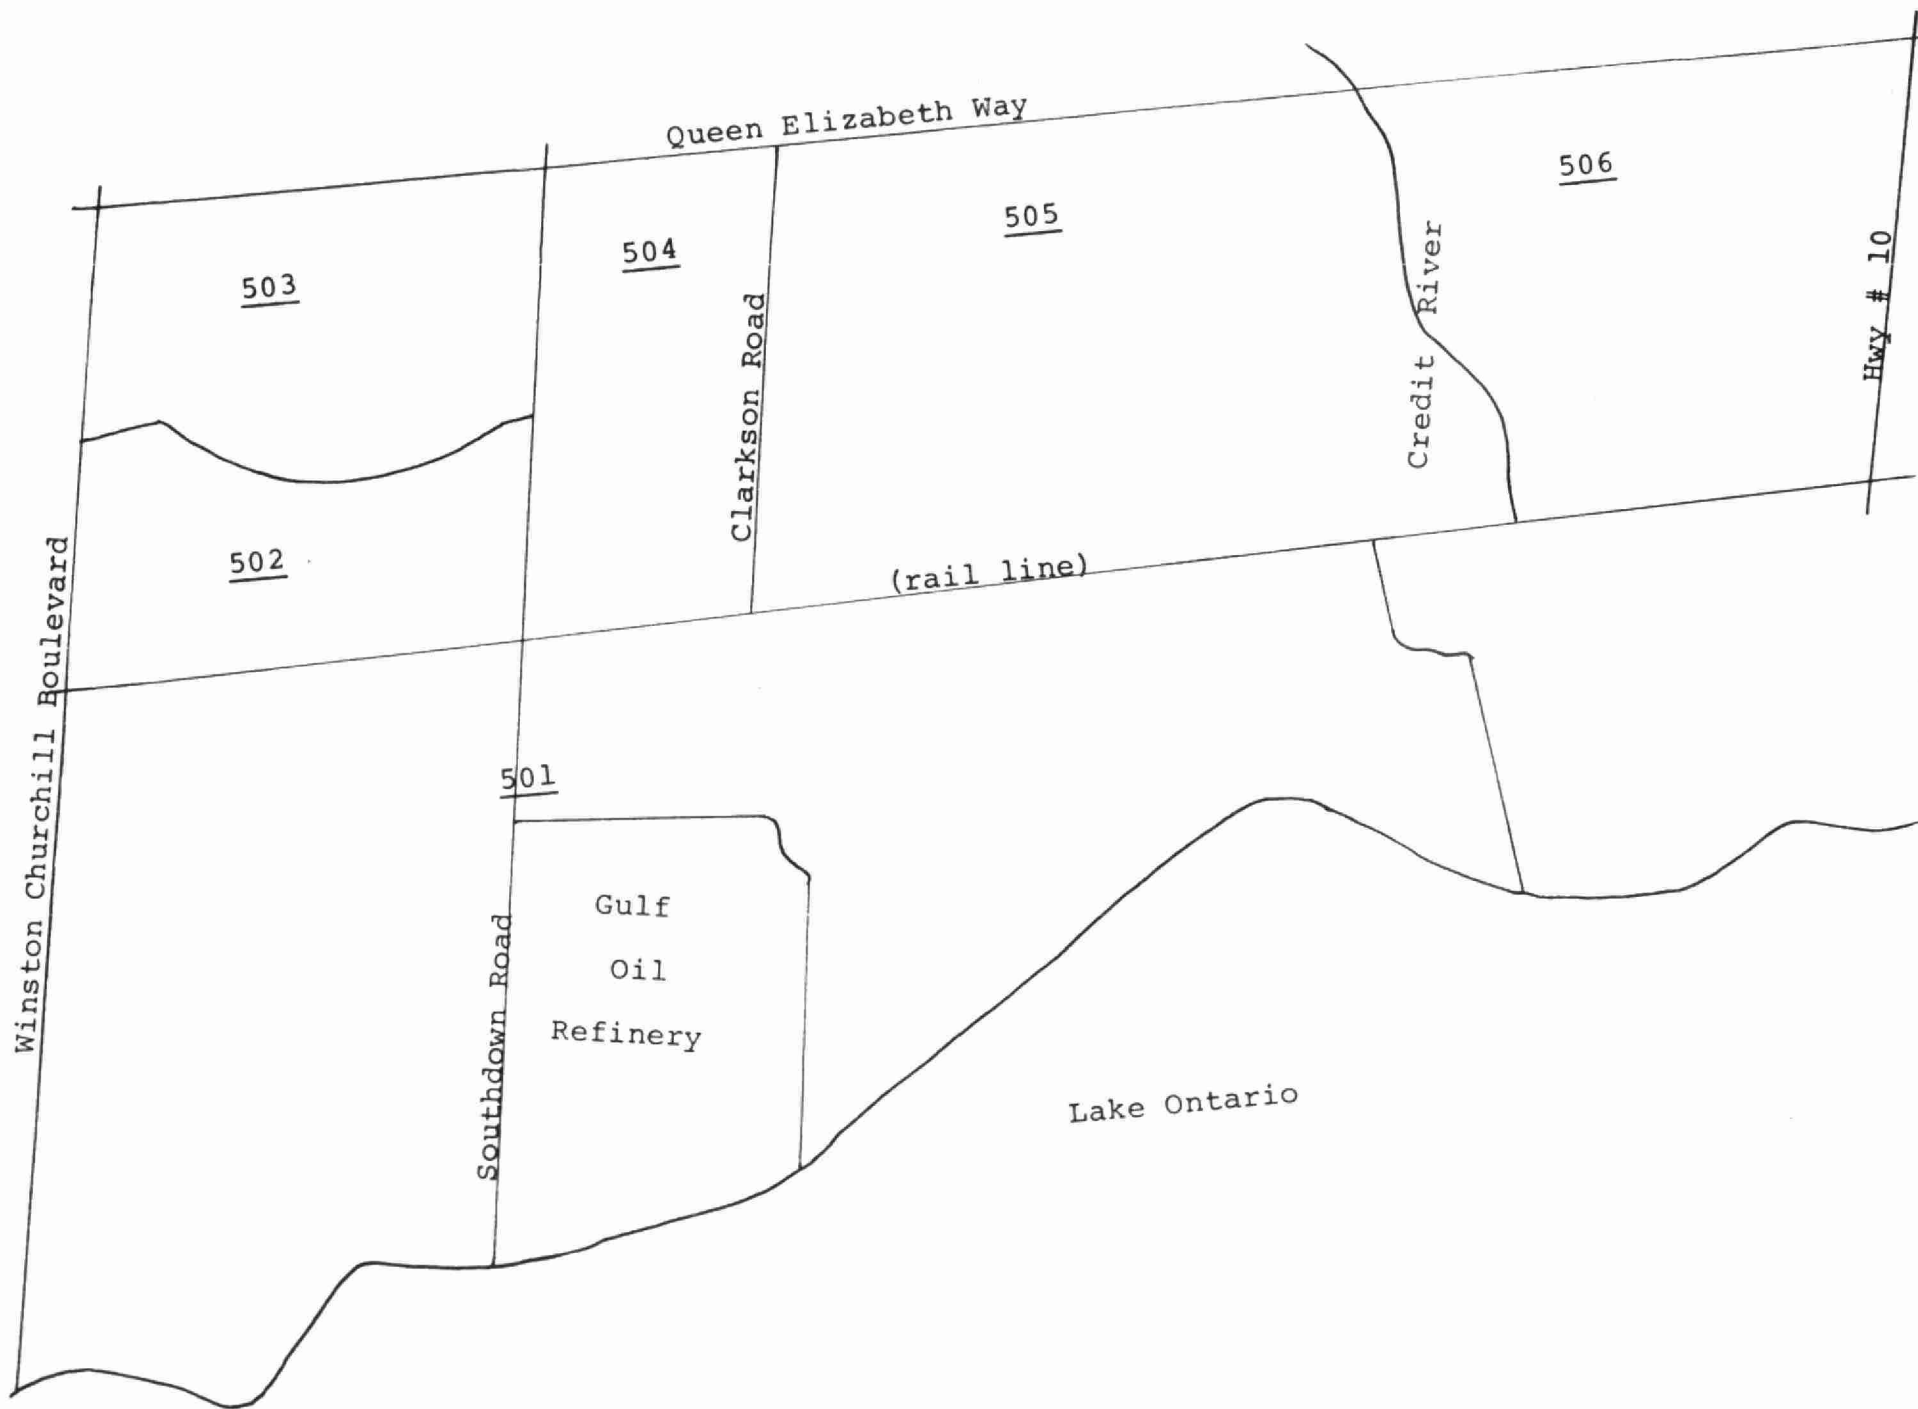 Queen Elizabeth Way
506
505
504
503
Hwy # 10
Credit River
Clarkson Road
502
(rail line)
Winston Churchill Boulevard
501
Gulf
Oil
Refinery
Southdown Road
Lake Ontario